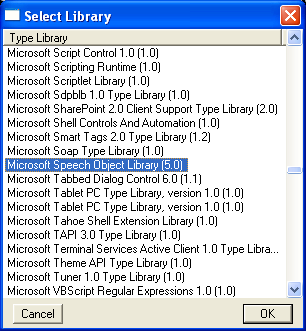 Select Library
Type Library
Microsoft Script Control 1.0 (1.0)
Microsoft Scripting Runtime (1.0)
Microsoft Scriptlet Library (1.0)
Microsoft Sdpblb 1.0 Type Library (1.0)
Microsoft SharePoint 2.0 Client Support Type Library (2.0)
Microsoft Shell Controls And Automation (1.0)
Microsoft Smart Tags 2.0 Type Library (1.2)
Microsoft Soap Type Library (1.0)
Microsoft Speech Object Library (5.0)
Microsoft Tabbed Dialog Control 6.0 (1.1)
Microsoft Tablet PC Type Library, version 1.0 (1.0)
Microsoft Tablet PC Type Library, version 1.0 (1.0)
Microsoft Tahoe Shell Extension Library (1.0)
Microsoft TAPI 3.0 Type Library (1.0)
Microsoft Terminal Services Active Client 1.0 Type Libra...
Microsoft Theme API Type Library (1.0)
Microsoft Tuner 1.0 Type Library (1.0)
Microsoft VBScript Regular Expressions 1.0 (1.0)
Cancel OK